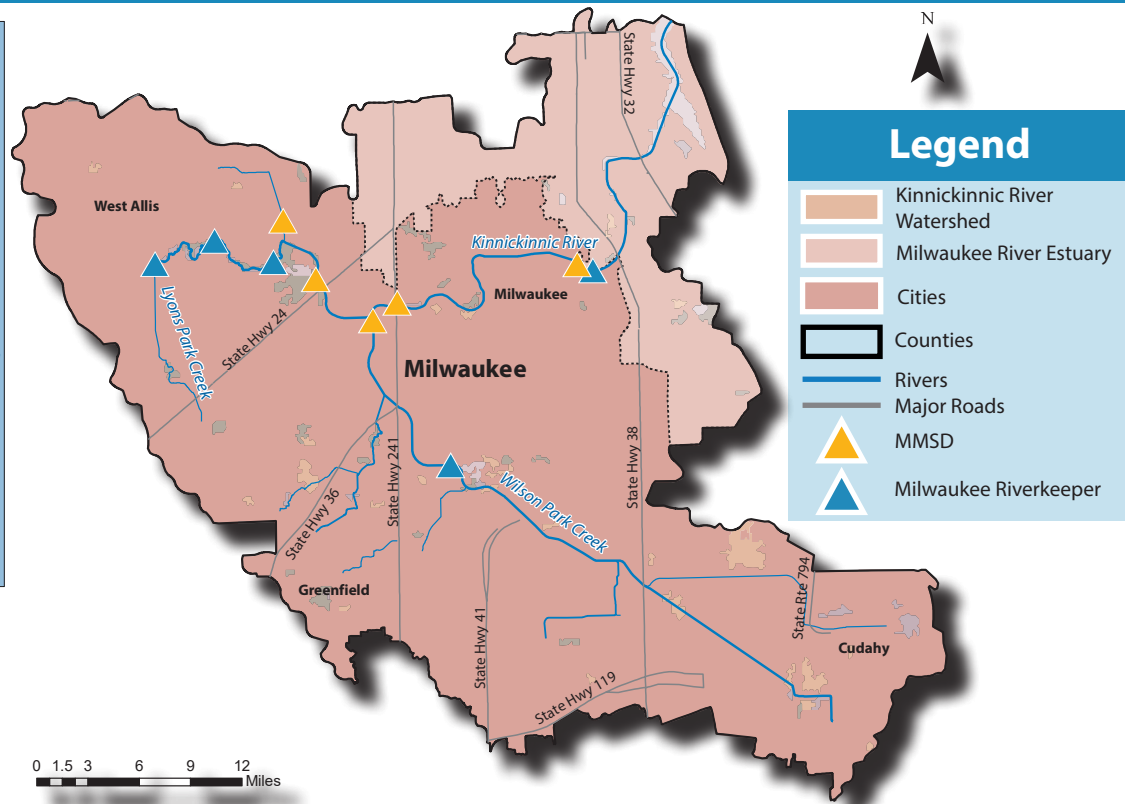 N
Legend
Kinnickinnic River
Watershed
Milwaukee River Estuary
Cities
Counties
Rivers
Major Roads
MMSD
Milwaukee Riverkeeper
State Hwy 32
West Allis
Kinnickinnic River
Milwaukee
Lyons Park Creek
State Hwy 24
Milwaukee
State Hwy 241
State Hwy 38
State Hwy 36
Wilson Park Creek
Greenfield
State Hwy 41
State Rte 794
Cudahy
State Hwy 119
0 1.5 3 6 9 12
Miles